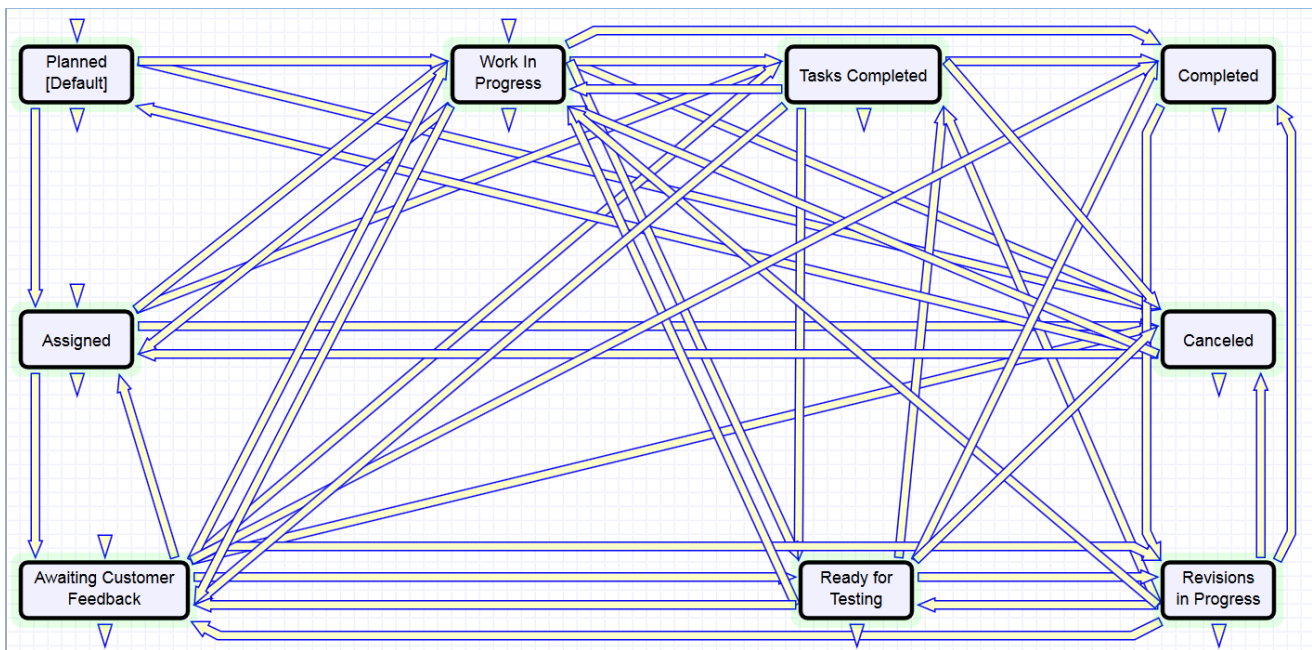 Planned
[Default]
Work In
Progress
Tasks Completed
Completed
Assigned
Canceled
Awaiting Customer
Feedback
Ready for
Testing
Revisions
in Progress